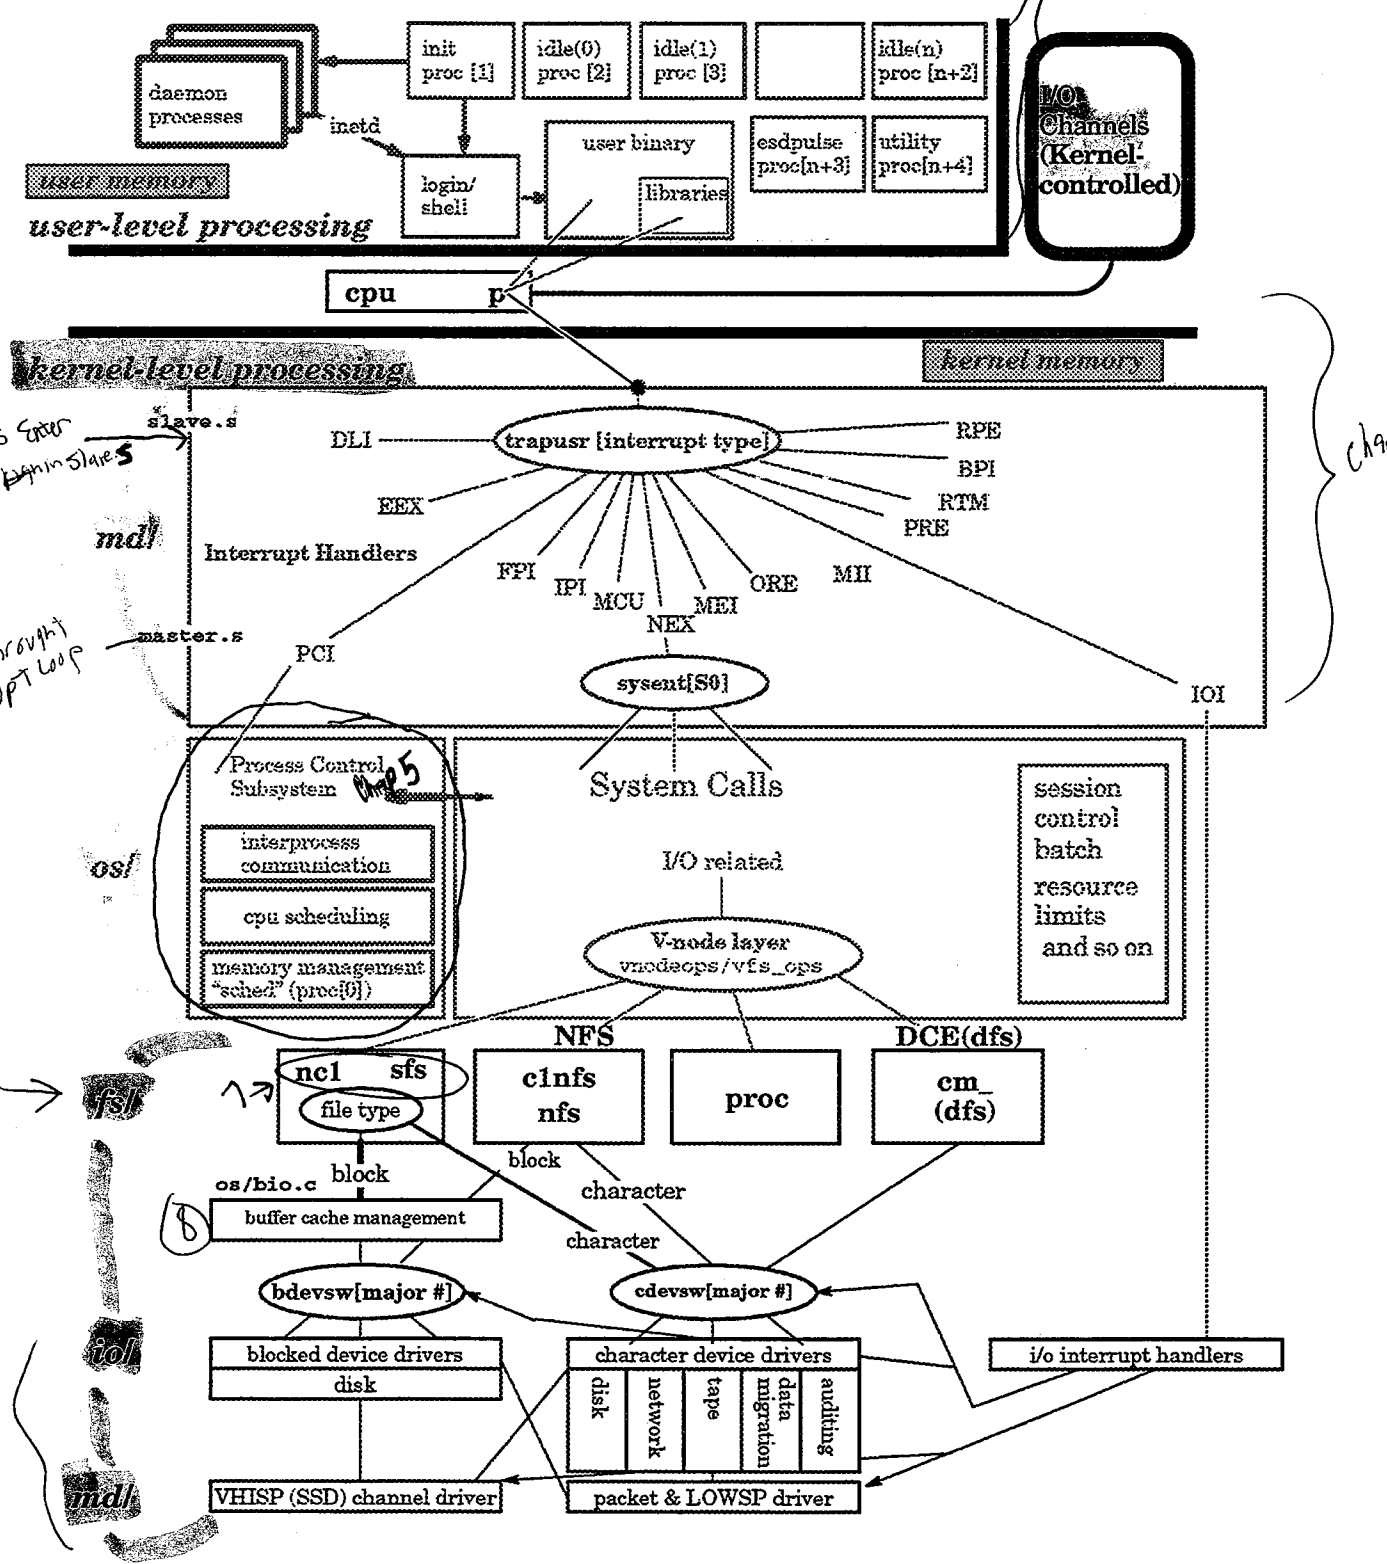 init
proc [1]
idle(0)
proc [2]
idle(1)
proc [3]
idle(n)
proc [n+2]
daemon
processes
inetd
user binary
libraries
esdpulse
proc[n+3]
utility
proc[n+4]
I/O
Channels
(Kernel-
controlled)
user memory
login/
shell
user-level processing
cpu
p
kernel-level processing
kernel memory
slave.s
Enter
DLI
trapusr [interrupt type]
RPE
BPI
EEX
RTM
PRE
md/
Interrupt Handlers
FPI
IPI
MCU
NEX
MEI
ORE
MII
master.s
Loop
PCI
sysent[S0]
IOI
Process Control
Subsystem
Chap 5
System Calls
session
control
batch
resource
limits
and so on
interprocess
communication
os/
I/O related
cpu scheduling
V-node layer
vnodeops/vfs_ops
memory management
"sched" (proc[0])
NFS
DCE(dfs)
nc1
sfs
file type
c1nfs
nfs
proc
cm_
(dfs)
fs/
block
block
os/bio.c
character
8
buffer cache management
character
bdevsw[major #]
cdevsw[major #]
io/
blocked device drivers
disk
character device drivers
disk
network
tape
data
migration
auditing
i/o interrupt handlers
md/
VHISP (SSD) channel driver
packet & LOWSP driver